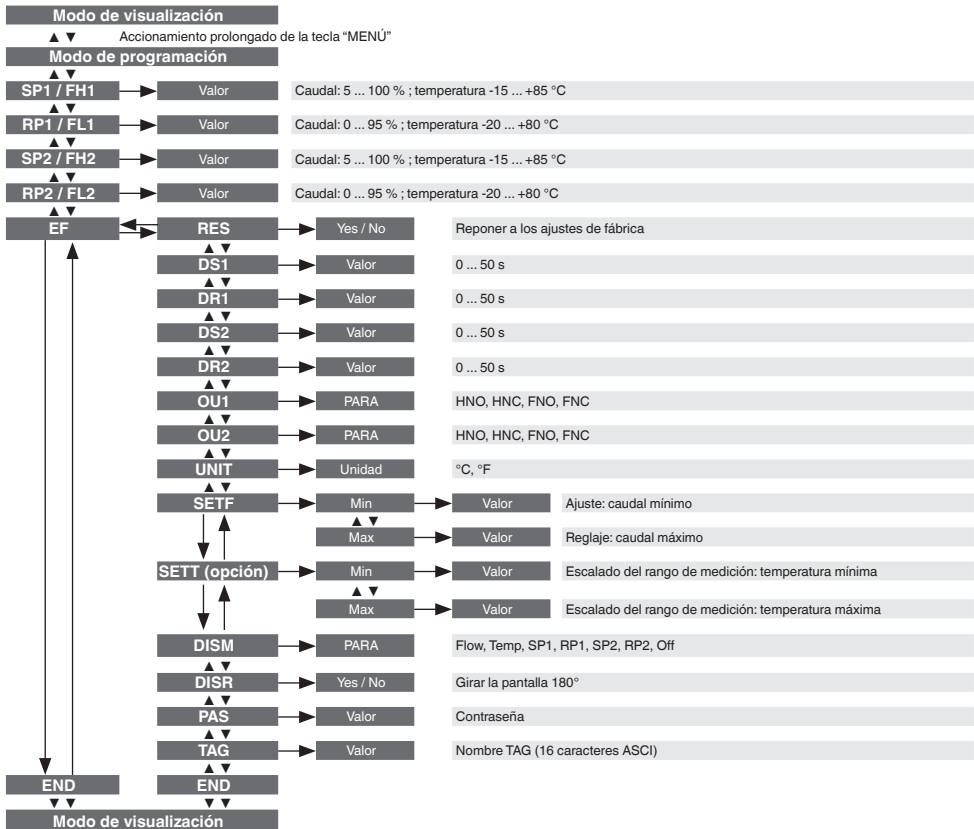 Modo de visualización
▲ ▼ Accionamiento prolongado de la tecla "MENÚ"
Modo de programación
▲ ▼
SP1 / FH1 Valor Caudal: 5 ... 100 % ; temperatura -15 ... +85 °C
▲ ▼
RP1 / FL1 Valor Caudal: 0 ... 95 % ; temperatura -20 ... +80 °C
▲ ▼
SP2 / FH2 Valor Caudal: 5 ... 100 % ; temperatura -15 ... +85 °C
▲ ▼
RP2 / FL2 Valor Caudal: 0 ... 95 % ; temperatura -20 ... +80 °C
▲ ▼
EF RES Yes / No Reponer a los ajustes de fábrica
▲ ▼
DS1 Valor 0 ... 50 s
▲ ▼
DR1 Valor 0 ... 50 s
▲ ▼
DS2 Valor 0 ... 50 s
▲ ▼
DR2 Valor 0 ... 50 s
▲ ▼
OU1 PARA HNO, HNC, FNO, FNC
▲ ▼
OU2 PARA HNO, HNC, FNO, FNC
▲ ▼
UNIT Unidad °C, °F
▲ ▼
SETF Min Valor Ajuste: caudal mínimo
▲ ▼
Max Valor Reglaje: caudal máximo
SETT (opción) Min Valor Escalado del rango de medición: temperatura mínima
▲ ▼
Max Valor Escalado del rango de medición: temperatura máxima
DISM PARA Flow, Temp, SP1, RP1, SP2, RP2, Off
▲ ▼
DISR Yes / No Girar la pantalla 180°
▲ ▼
PAS Valor Contraseña
▲ ▼
TAG Valor Nombre TAG (16 caracteres ASCI)
▲ ▼
END END
▼ ▼ ▼ ▼
Modo de visualización